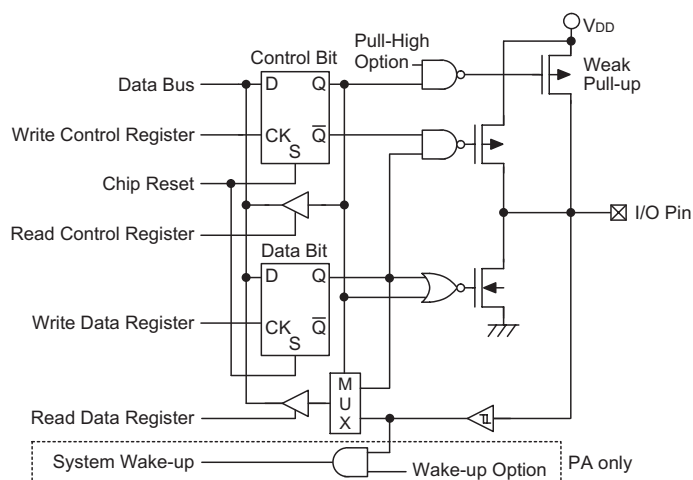 VDD
Control Bit
Pull-High
Option
Weak
Pull-up
Data Bus
D
Q
Write Control Register
CK
Q̅
S
Chip Reset
I/O Pin
Read Control Register
Data Bit
D
Q
Write Data Register
CK
Q̅
S
M
U
X
Read Data Register
System Wake-up
Wake-up Option
PA only